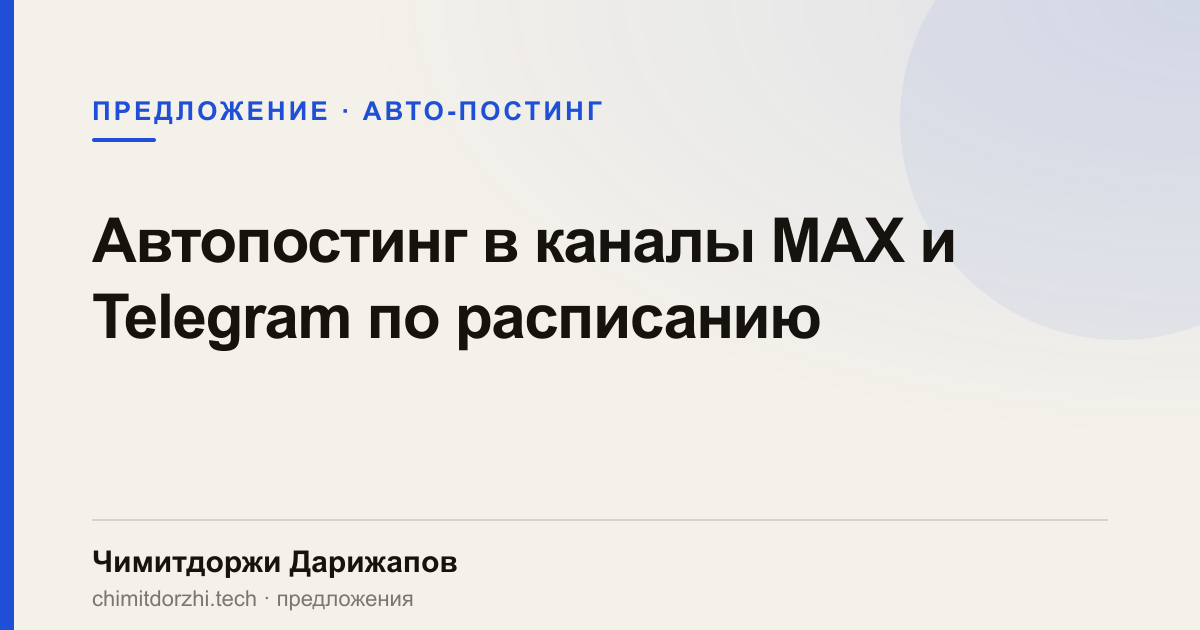 ПРЕДЛОЖЕНИЕ · АВТО-ПОСТИНГ
Автопостинг в каналы MAX и
Telegram по расписанию
Чимитдоржи Дарижапов
chimitdorzhi.tech · предложения